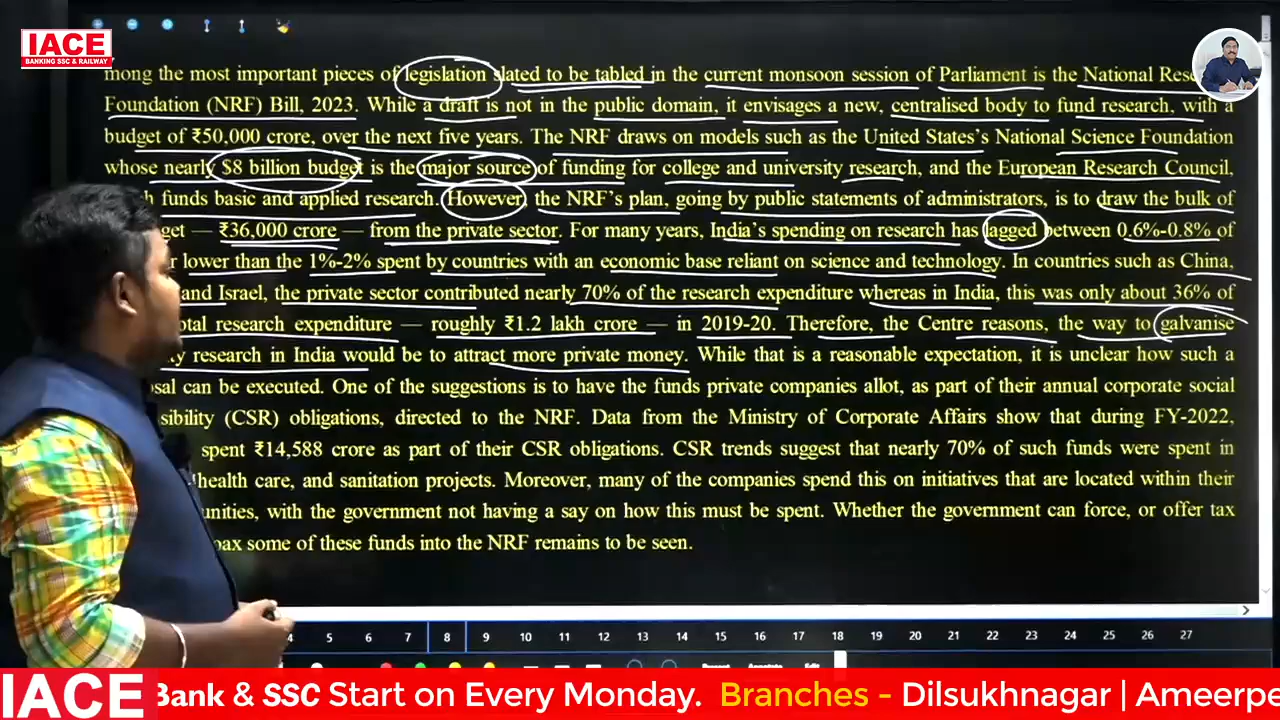 IACE
BANKING SSC & RAILWAY
mong the most important pieces of legislation slated to be tabled in the current monsoon session of Parliament is the National
Foundation (NRF) Bill, 2023. While a draft is not in the public domain, it envisages a new, centralised body to fund research, with a
budget of ₹50,000 crore, over the next five years. The NRF draws on models such as the United States's National Science Foundation
whose nearly $8 billion budget is the major source of funding for college and university research, and the European Research Council,
funds basic and applied research. However, the NRF's plan, going by public statements of administrators, is to draw the bulk of
— ₹36,000 crore — from the private sector. For many years, India's spending on research has lagged between 0.6%-0.8% of
lower than the 1%-2% spent by countries with an economic base reliant on science and technology. In countries such as China,
and Israel, the private sector contributed nearly 70% of the research expenditure whereas in India, this was only about 36% of
research expenditure — roughly ₹1.2 lakh crore — in 2019-20. Therefore, the Centre reasons, the way to galvanise
research in India would be to attract more private money. While that is a reasonable expectation, it is unclear how such a
can be executed. One of the suggestions is to have the funds private companies allot, as part of their annual corporate social
(CSR) obligations, directed to the NRF. Data from the Ministry of Corporate Affairs show that during FY-2022,
spent ₹14,588 crore as part of their CSR obligations. CSR trends suggest that nearly 70% of such funds were spent in
health care, and sanitation projects. Moreover, many of the companies spend this on initiatives that are located within their
with the government not having a say on how this must be spent. Whether the government can force, or offer tax
some of these funds into the NRF remains to be seen.
4 5 6 7 8 9 10 11 12 13 14 15 16 17 18 19 20 21 22 23 24 25 26 27
IACE Bank & SSC Start on Every Monday. Branches - Dilsukhnagar | Ameerpe